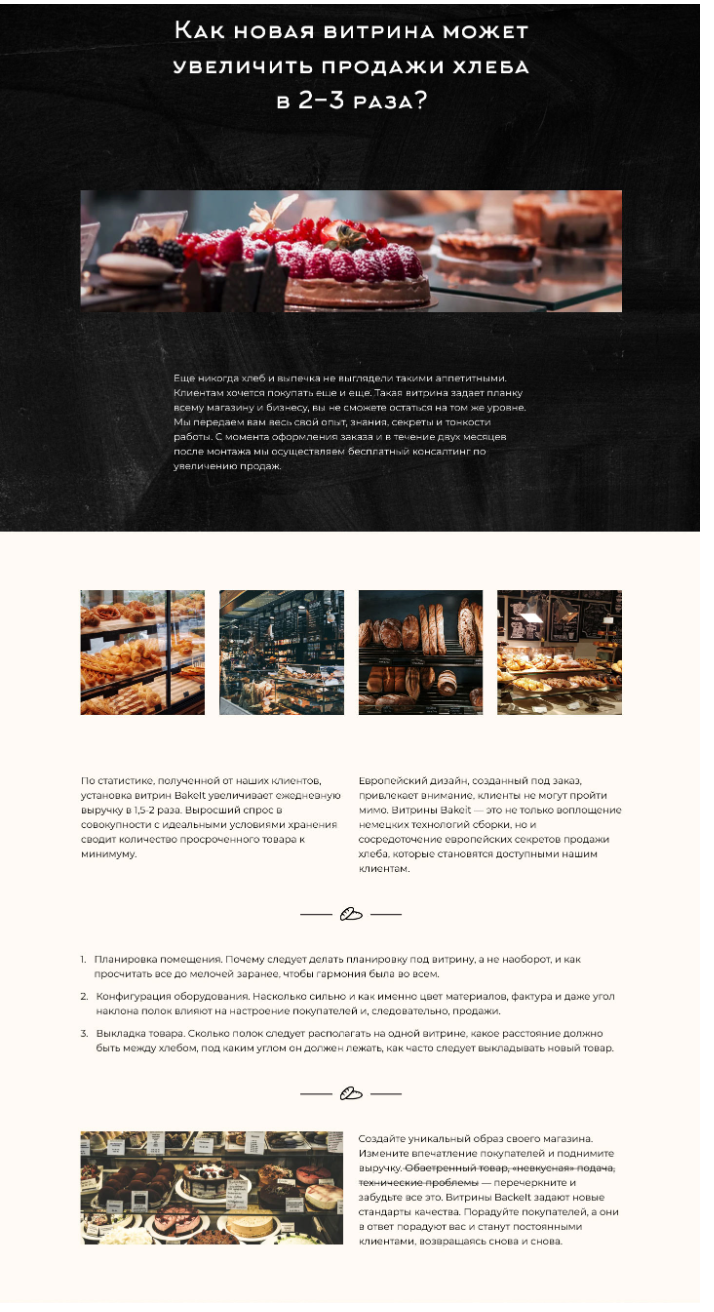 Как новая витрина может
увеличить продажи хлеба
в 2–3 раза?
Еще никогда хлеб и выпечка не выглядели такими аппетитными.
Клиентам хочется покупать еще и еще. Такая витрина задает планку
всему магазину и бизнесу, вы не сможете остаться на том же уровне.
Мы передаем вам весь свой опыт, знания, секреты и тонкости
работы. С момента оформления заказа и в течение двух месяцев
после монтажа мы осуществляем бесплатный консалтинг по
увеличению продаж.
По статистике, полученной от наших клиентов,
установка витрин BakeIt увеличивает ежедневную
выручку в 1,5-2 раза. Выросший спрос в
совокупности с идеальными условиями хранения
сводит количество просроченного товара к
минимуму.
Европейский дизайн, созданный под заказ,
привлекает внимание, клиенты не могут пройти
мимо. Витрины Bakeit — это не только воплощение
немецких технологий сборки, но и
сосредоточение европейских секретов продажи
хлеба, которые становятся доступными нашим
клиентам.
1. Планировка помещения. Почему следует делать планировку под витрину, а не наоборот, и как
просчитать все до мелочей заранее, чтобы гармония была во всем.
2. Конфигурация оборудования. Насколько сильно и как именно цвет материалов, фактура и даже угол
наклона полок влияют на настроение покупателей и, следовательно, продажи.
3. Выкладка товара. Сколько полок следует располагать на одной витрине, какое расстояние должно
быть между хлебом, под каким углом он должен лежать, как часто следует выкладывать новый товар.
Создайте уникальный образ своего магазина.
Измените впечатление покупателей и поднимите
выручку. Обветренный товар, «невкусная» подача,
технические проблемы — перечеркните и
забудьте все это. Витрины BackeIt задают новые
стандарты качества. Порадуйте покупателей, а они
в ответ порадуют вас и станут постоянными
клиентами, возвращаясь снова и снова.